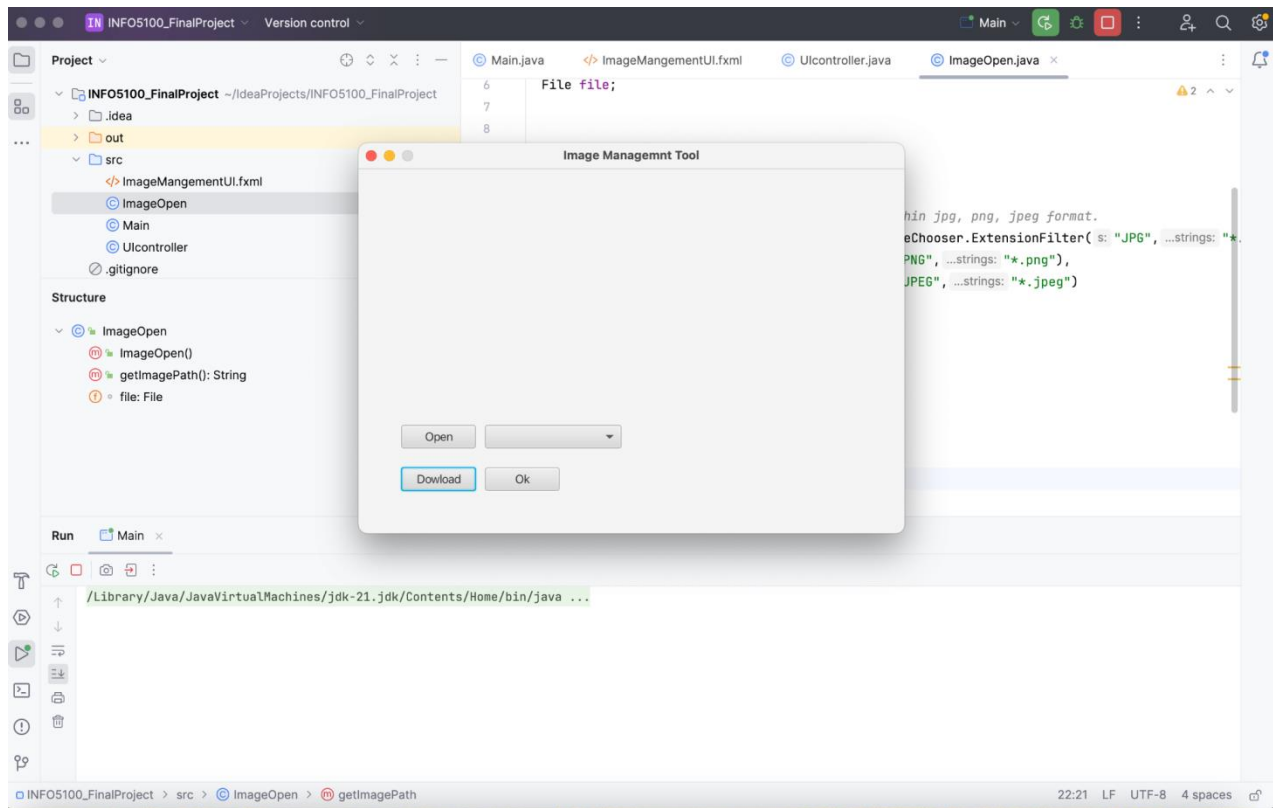 IN INFO5100_FinalProject Version control Main
Project
Main.java </> ImageMangementUI.fxml UIcontroller.java ImageOpen.java
INFO5100_FinalProject ~/IdeaProjects/INFO5100_FinalProject
.idea
out
src
</> ImageMangementUI.fxml
ImageOpen
Main
UIcontroller
.gitignore
Structure
ImageOpen
ImageOpen()
getImagePath(): String
file: File
6 File file;
2
7
8
Image Managemnt Tool
hin jpg, png, jpeg format.
eChooser.ExtensionFilter( s: "JPG", ...strings: "*.
PNG", ...strings: "*.png"),
JPEG", ...strings: "*.jpeg")
Open
Dowload Ok
Run Main
/Library/Java/JavaVirtualMachines/jdk-21.jdk/Contents/Home/bin/java ...
INFO5100_FinalProject > src > ImageOpen > getImagePath 22:21 LF UTF-8 4 spaces